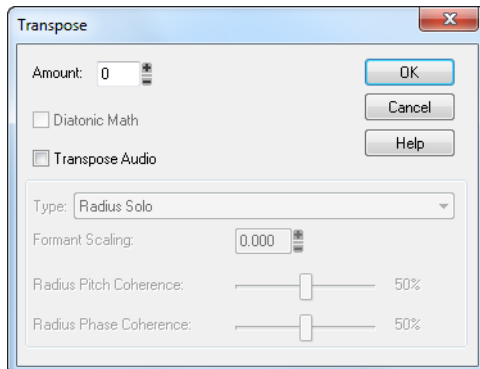 Transpose
Amount: 0
OK
Diatonic Math
Cancel
Transpose Audio
Help
Type: Radius Solo
Formant Scaling: 0.000
Radius Pitch Coherence: 50%
Radius Phase Coherence: 50%